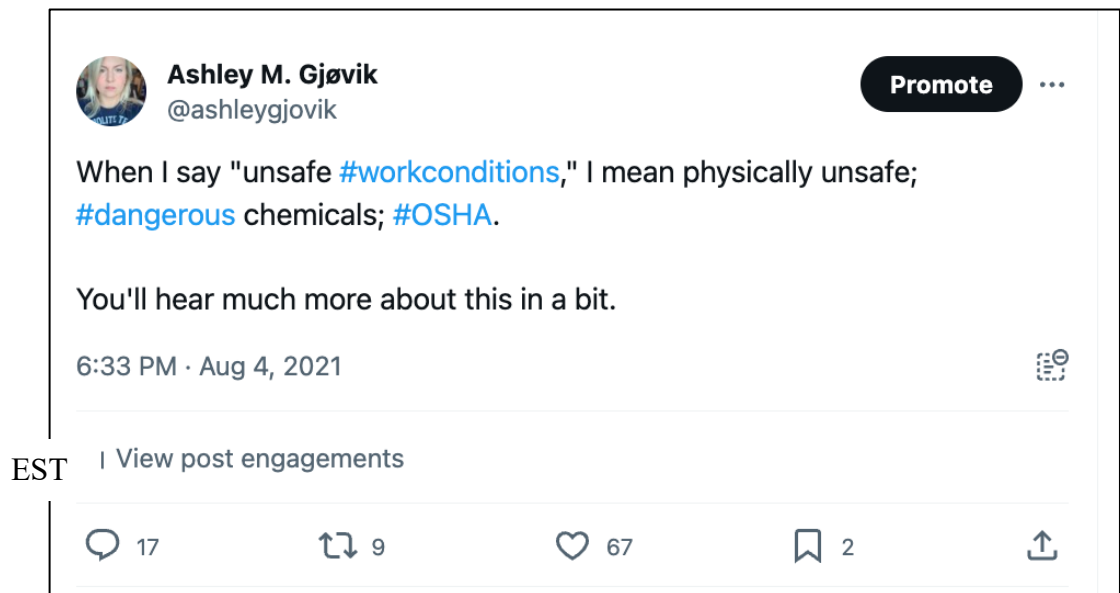 Ashley M. Gjøvik
@ashleygjovik
Promote
When I say "unsafe #workconditions," I mean physically unsafe;
#dangerous chemicals; #OSHA.
You'll hear much more about this in a bit.
6:33 PM · Aug 4, 2021
EST
View post engagements
17 9 67 2